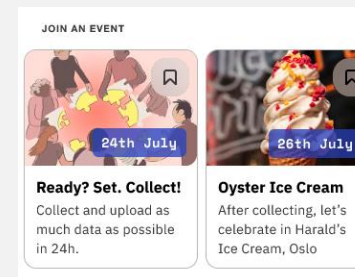 JOIN AN EVENT
24th July
Ready? Set. Collect!
Collect and upload as
much data as possible
in 24h.
26th July
Oyster Ice Cream
After collecting, let's
celebrate in Harald's
Ice Cream, Oslo